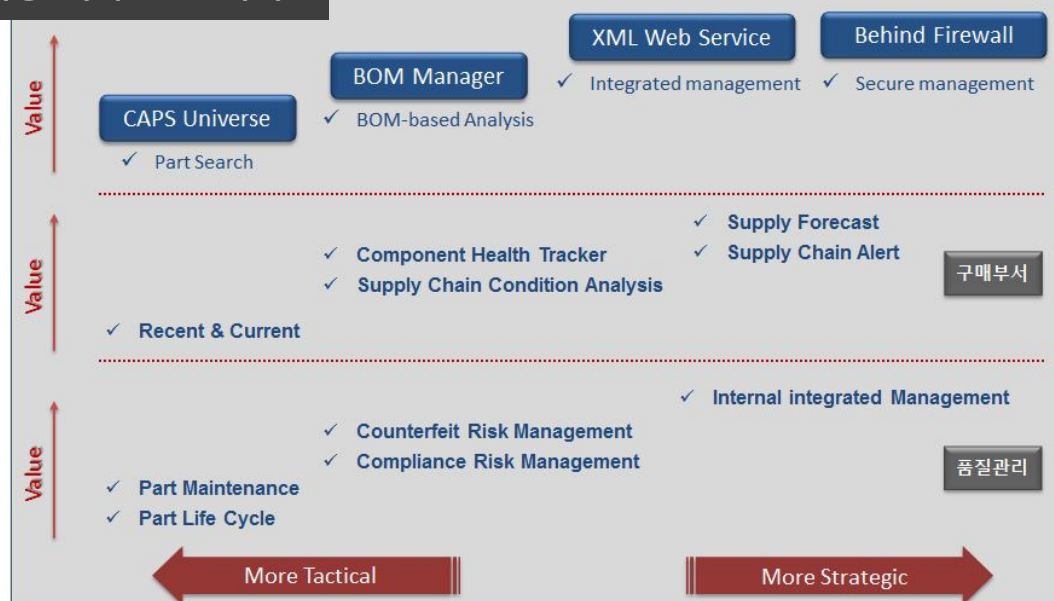 XML Web Service
Behind Firewall
BOM Manager
✓ Integrated management
✓ Secure management
CAPS Universe
✓ BOM-based Analysis
✓ Part Search
Value
✓ Supply Forecast
✓ Component Health Tracker
✓ Supply Chain Alert
✓ Supply Chain Condition Analysis
구매부서
✓ Recent & Current
Value
✓ Internal integrated Management
✓ Counterfeit Risk Management
✓ Compliance Risk Management
품질관리
✓ Part Maintenance
✓ Part Life Cycle
Value
More Tactical
More Strategic